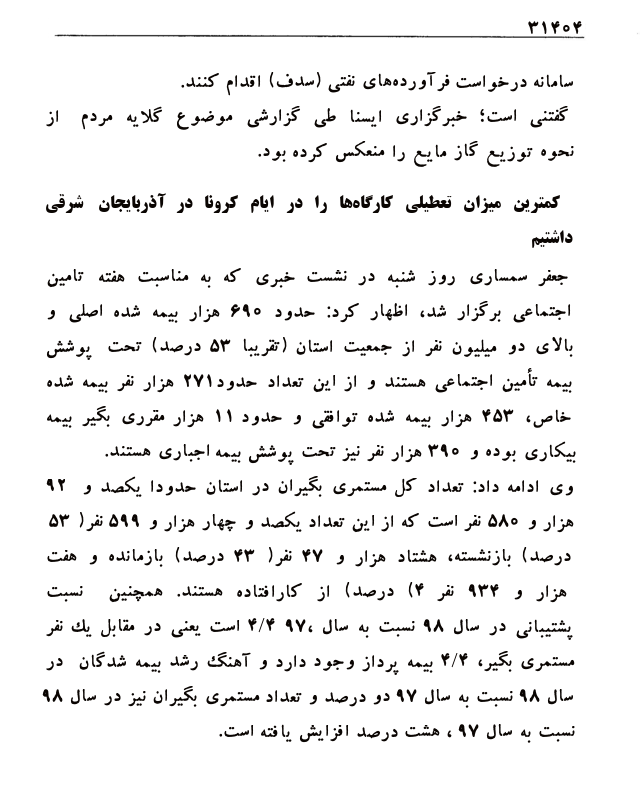 ۳۱۴۰۴
سامانه درخواست فرآورده‌های نفتی (سدف) اقدام کنند.
گفتنی است؛ خبرگزاری ایسنا طی گزارشی موضوع گلایه مردم از
نحوه توزیع گاز مایع را منعکس کرده بود.
کمترین میزان تعطیلی کارگاه‌ها را در ایام کرونا در آذربایجان شرقی
داشتیم
جعفر سمساری روز شنبه در نشست خبری که به مناسبت هفته تامین
اجتماعی برگزار شد، اظهار کرد: حدود ۶۹۰ هزار بیمه شده اصلی و
بالای دو میلیون نفر از جمعیت استان (تقریبا ۵۳ درصد) تحت پوشش
بیمه تأمین اجتماعی هستند و از این تعداد حدود۲۷۱ هزار نفر بیمه شده
خاص، ۴۵۳ هزار بیمه شده توافقی و حدود ۱۱ هزار مقرری بگیر بیمه
بیکاری بوده و ۳۹۰ هزار نفر نیز تحت پوشش بیمه اجباری هستند.
وی ادامه داد: تعداد کل مستمری بگیران در استان حدودا یکصد و ۹۲
هزار و ۵۸۰ نفر است که از این تعداد یکصد و چهار هزار و ۵۹۹ نفر( ۵۳
درصد) بازنشسته، هشتاد هزار و ۴۷ نفر( ۴۳ درصد) بازمانده و هفت
هزار و ۹۳۴ نفر ۴) درصد) از کارافتاده هستند. همچنین نسبت
پشتیبانی در سال ۹۸ نسبت به سال ،۹۷ ۴/۴ است یعنی در مقابل یك نفر
مستمری بگیر، ۴/۴ بیمه پرداز وجود دارد و آهنگ رشد بیمه شدگان در
سال ۹۸ نسبت به سال ۹۷ دو درصد و تعداد مستمری بگیران نیز در سال ۹۸
نسبت به سال ۹۷ ، هشت درصد افزایش یافته است.